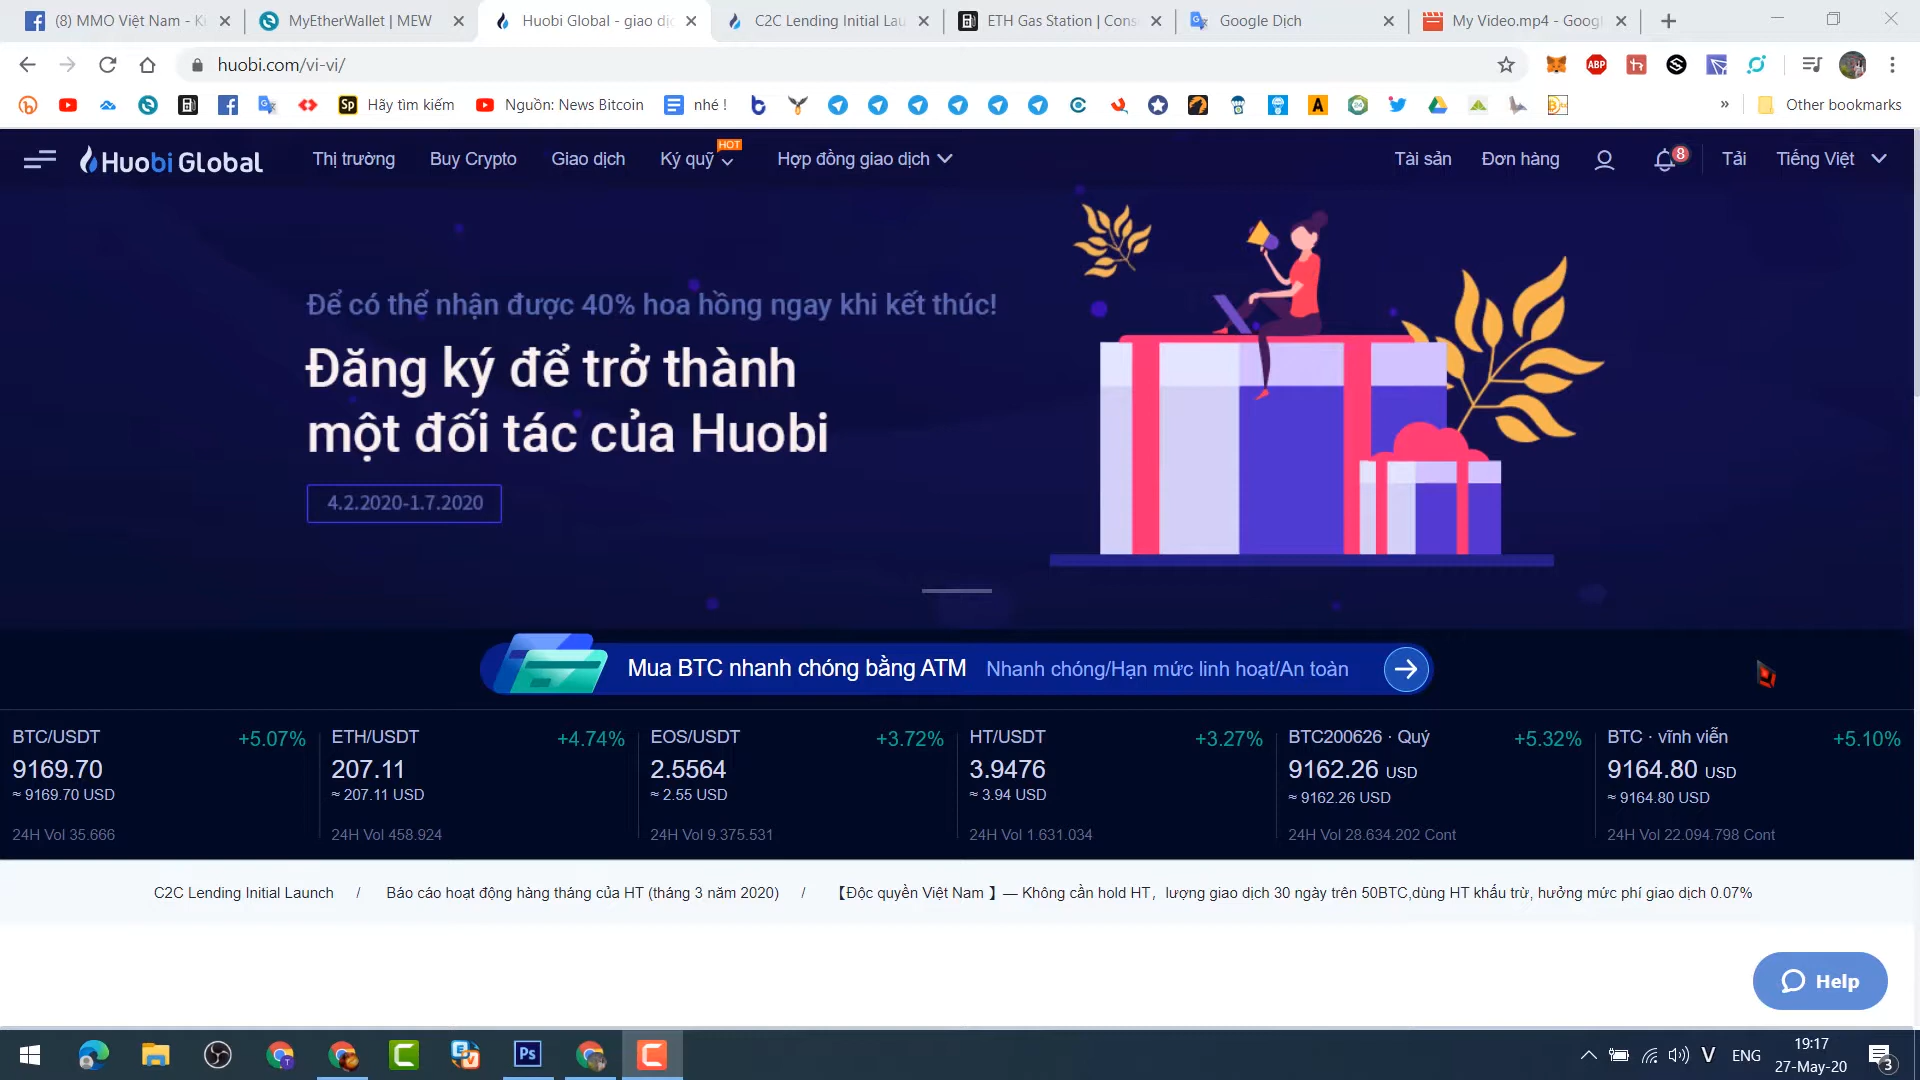 (8) MMO Việt Nam - Ki
MyEtherWallet | MEW
Huobi Global - giao dịc
C2C Lending Initial Lau
ETH Gas Station | Cons
Google Dịch
My Video.mp4 - Googl
huobi.com/vi-vi/
ABP
Sp Hãy tìm kiếm
Nguồn: News Bitcoin
nhé !
»
Other bookmarks
Huobi Global
Thị trường
Buy Crypto
Giao dịch
Ký quỹ
HOT
Hợp đồng giao dịch
Tài sản
Đơn hàng
8
Tải
Tiếng Việt
Để có thể nhận được 40% hoa hồng ngay khi kết thúc!
Đăng ký để trở thành
một đối tác của Huobi
4.2.2020-1.7.2020
Mua BTC nhanh chóng bằng ATM Nhanh chóng/Hạn mức linh hoạt/An toàn
BTC/USDT +5.07%
9169.70
≈ 9169.70 USD
24H Vol 35.666
ETH/USDT +4.74%
207.11
≈ 207.11 USD
24H Vol 458.924
EOS/USDT +3.72%
2.5564
≈ 2.55 USD
24H Vol 9.375.531
HT/USDT +3.27%
3.9476
≈ 3.94 USD
24H Vol 1.631.034
BTC200626 · Quý +5.32%
9162.26 USD
≈ 9162.26 USD
24H Vol 28.634.202 Cont
BTC · vĩnh viễn +5.10%
9164.80 USD
≈ 9164.80 USD
24H Vol 22.094.798 Cont
C2C Lending Initial Launch / Báo cáo hoạt động hàng tháng của HT (tháng 3 năm 2020) / 【Độc quyền Việt Nam 】— Không cần hold HT，lượng giao dịch 30 ngày trên 50BTC,dùng HT khấu trừ, hưởng mức phí giao dịch 0.07%
Help
Ps
V
ENG
19:17
27-May-20
3